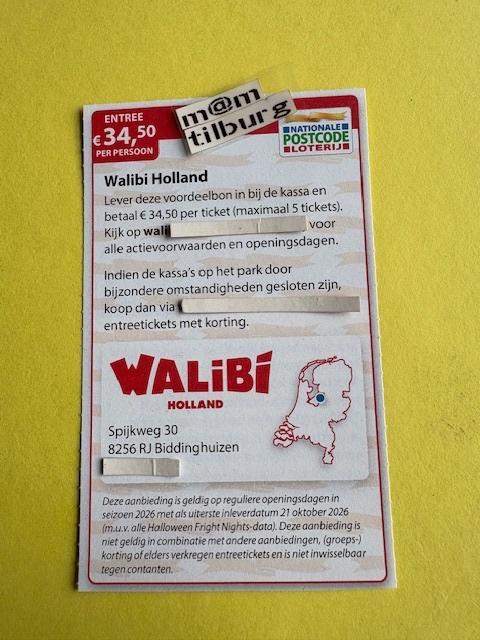 ENTREE
€ 34,50
PER PERSOON
m@m
tilburg
NATIONALE
POSTCODE
LOTERIJ
Walibi Holland
Lever deze voordeelbon in bij de kassa en
betaal € 34,50 per ticket (maximaal 5 tickets).
Kijk op wali voor
alle actievoorwaarden en openingsdagen.
Indien de kassa's op het park door
bijzondere omstandigheden gesloten zijn,
koop dan via
entreetickets met korting.
WALiBi
HOLLAND
Spijkweg 30
8256 RJ Biddinghuizen
Deze aanbieding is geldig op reguliere openingsdagen in
seizoen 2026 met als uiterste inleverdatum 21 oktober 2026
(m.u.v. alle Halloween Fright Nights-data). Deze aanbieding is
niet geldig in combinatie met andere aanbiedingen, (groeps-)
korting of elders verkregen entreetickets en is niet inwisselbaar
tegen contanten.